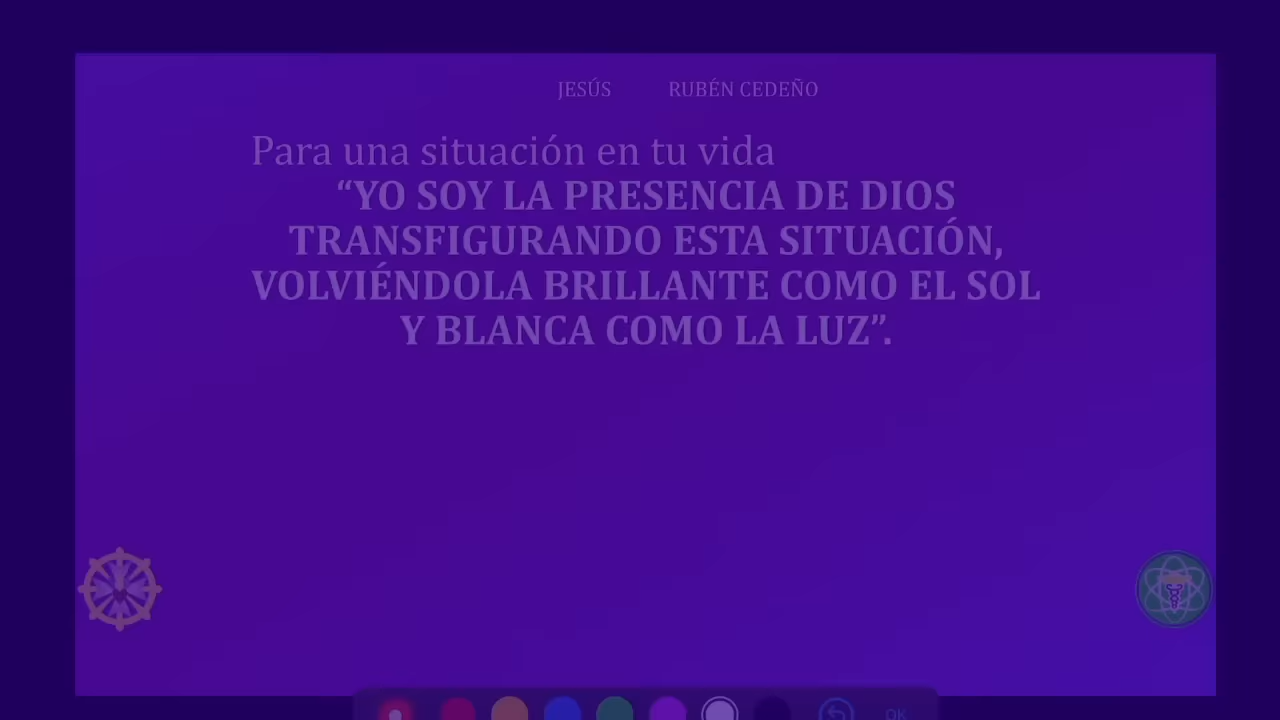 JESÚS RUBÉN CEDEÑO
Para una situación en tu vida
“YO SOY LA PRESENCIA DE DIOS
TRANSFIGURANDO ESTA SITUACIÓN,
VOLVIÉNDOLA BRILLANTE COMO EL SOL
Y BLANCA COMO LA LUZ”.
OK